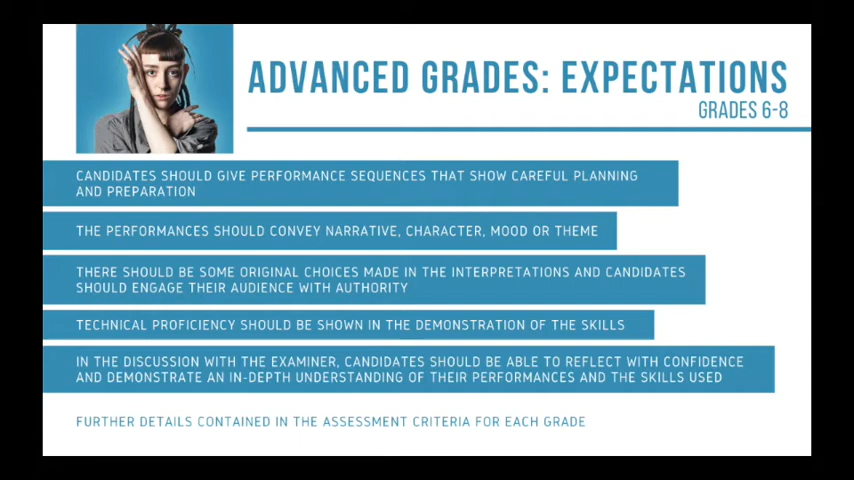 ADVANCED GRADES: EXPECTATIONS
GRADES 6-8
CANDIDATES SHOULD GIVE PERFORMANCE SEQUENCES THAT SHOW CAREFUL PLANNING
AND PREPARATION
THE PERFORMANCES SHOULD CONVEY NARRATIVE, CHARACTER, MOOD OR THEME
THERE SHOULD BE SOME ORIGINAL CHOICES MADE IN THE INTERPRETATIONS AND CANDIDATES
SHOULD ENGAGE THEIR AUDIENCE WITH AUTHORITY
TECHNICAL PROFICIENCY SHOULD BE SHOWN IN THE DEMONSTRATION OF THE SKILLS
IN THE DISCUSSION WITH THE EXAMINER, CANDIDATES SHOULD BE ABLE TO REFLECT WITH CONFIDENCE
AND DEMONSTRATE AN IN-DEPTH UNDERSTANDING OF THEIR PERFORMANCES AND THE SKILLS USED
FURTHER DETAILS CONTAINED IN THE ASSESSMENT CRITERIA FOR EACH GRADE